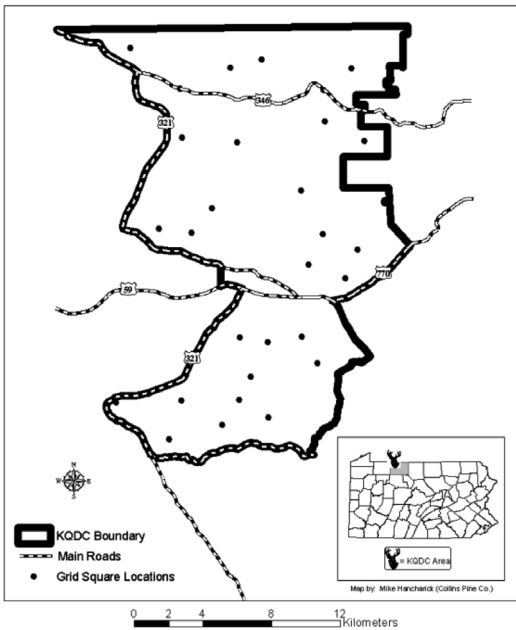 346
321
770
59
321
N
W E
S
KQDC Boundary
Main Roads
Grid Square Locations
= KQDC Area
Map by: Mike Hancharick (Collins Pine Co.)
0 2 4 8 12
Kilometers